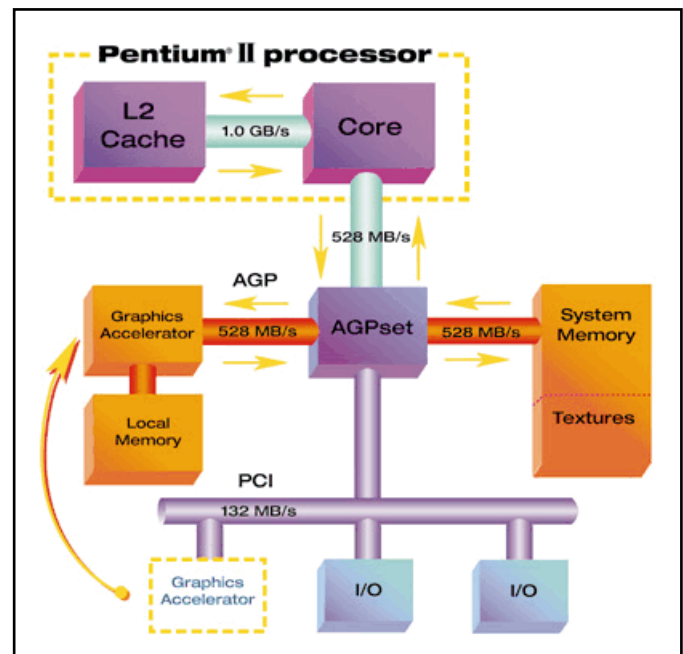 Pentium® II processor
L2
Cache
1.0 GB/s
Core
528 MB/s
AGP
Graphics
Accelerator
528 MB/s
AGPset
528 MB/s
System
Memory
Textures
Local
Memory
PCI
132 MB/s
Graphics
Accelerator
I/O
I/O